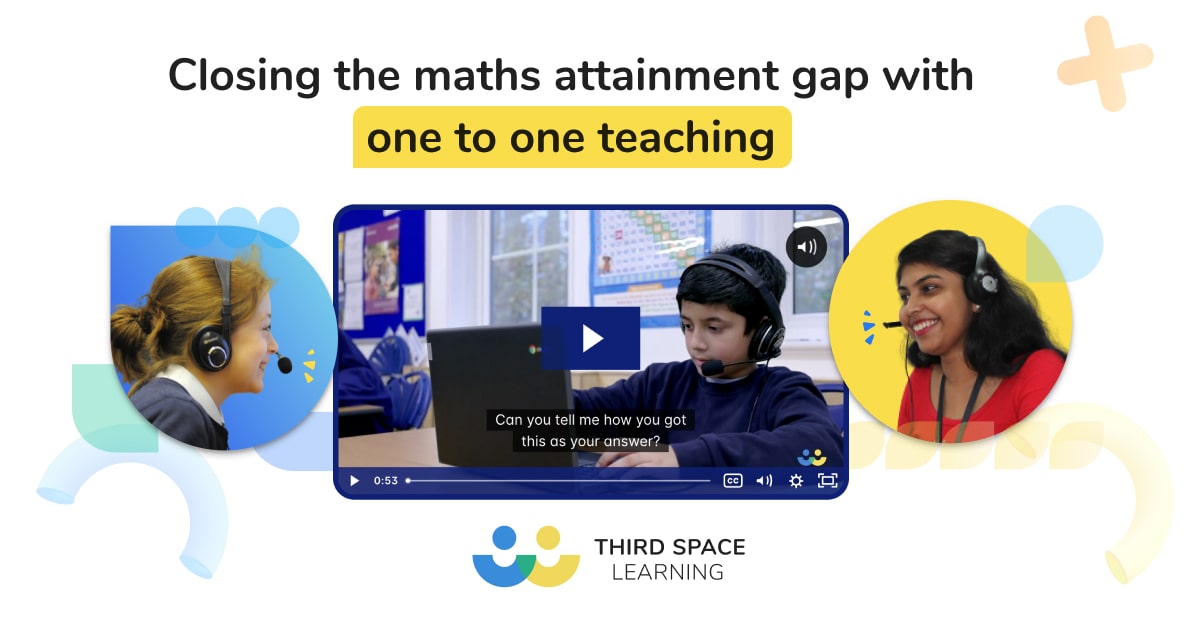 Closing the maths attainment gap with
one to one teaching
Can you tell me how you got
this as your answer?
0:53
CC
THIRD SPACE
LEARNING